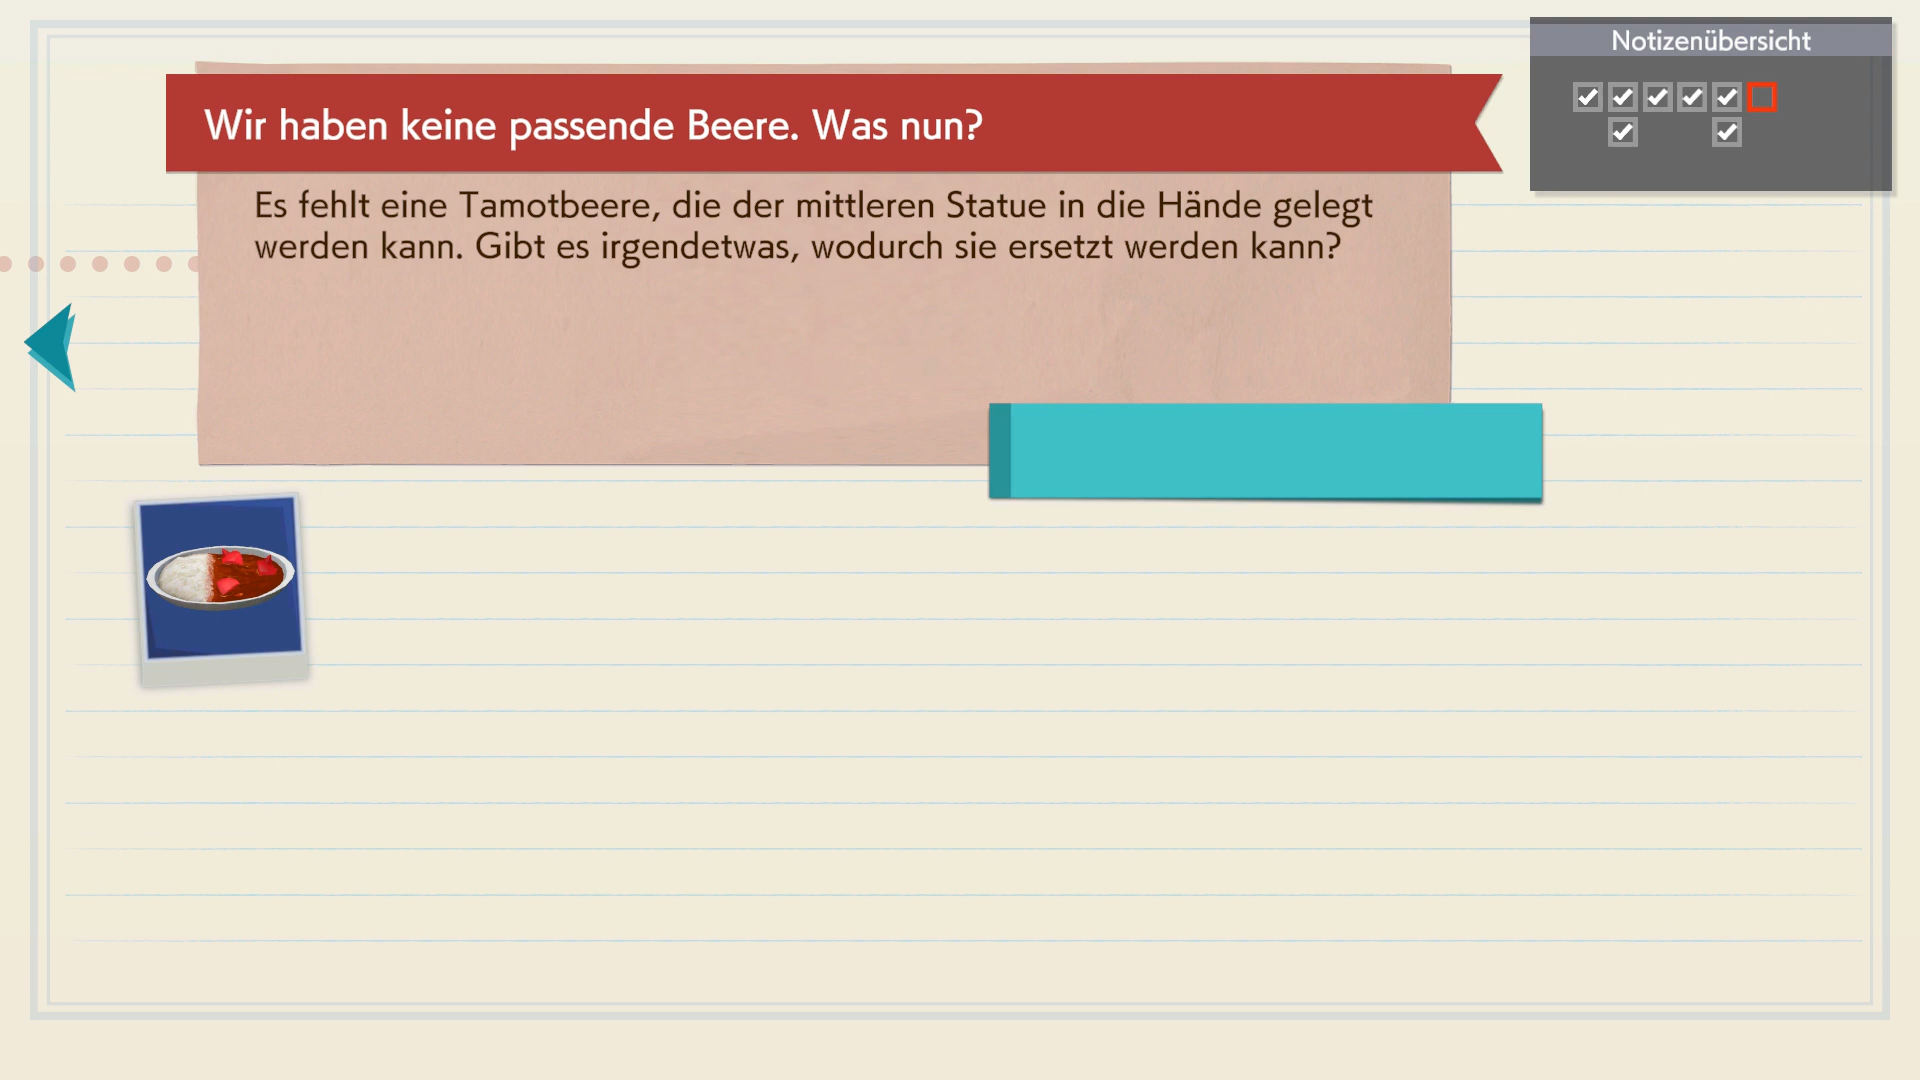 Notizenübersicht
Wir haben keine passende Beere. Was nun?
Es fehlt eine Tamotbeere, die der mittleren Statue in die Hände gelegt
werden kann. Gibt es irgendetwas, wodurch sie ersetzt werden kann?